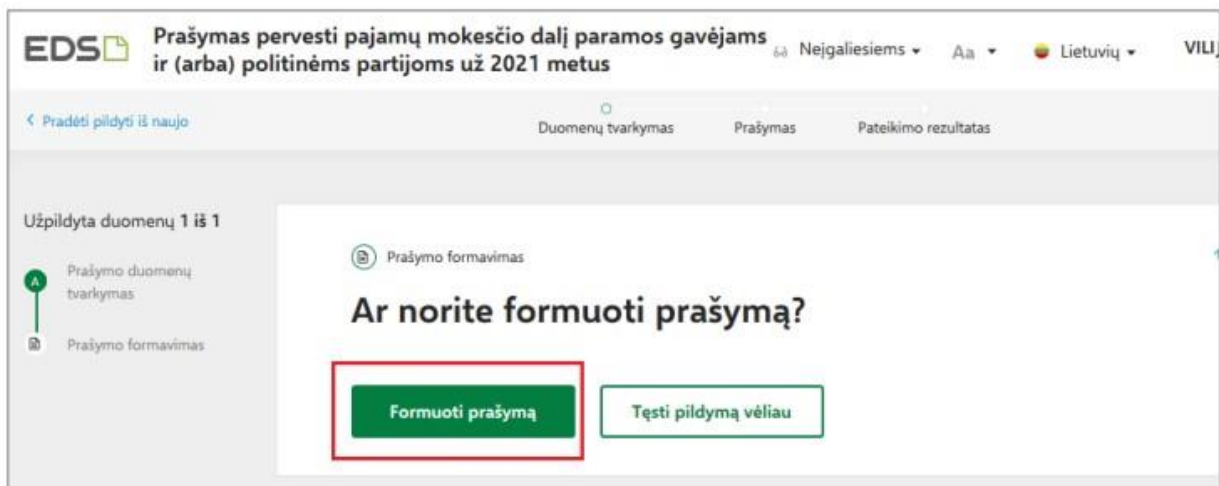 EDS
Prašymas pervesti pajamų mokesčio dalį paramos gavėjams
ir (arba) politinėms partijoms už 2021 metus
Neįgaliesiems
Aa
Lietuvių
VILIJ
Pradėti pildyti iš naujo
Duomenų tvarkymas
Prašymas
Pateikimo rezultatas
Užpildyta duomenų 1 iš 1
A
Prašymo duomenų
tvarkymas
Prašymo formavimas
Prašymo formavimas
Ar norite formuoti prašymą?
Formuoti prašymą
Tęsti pildymą vėliau